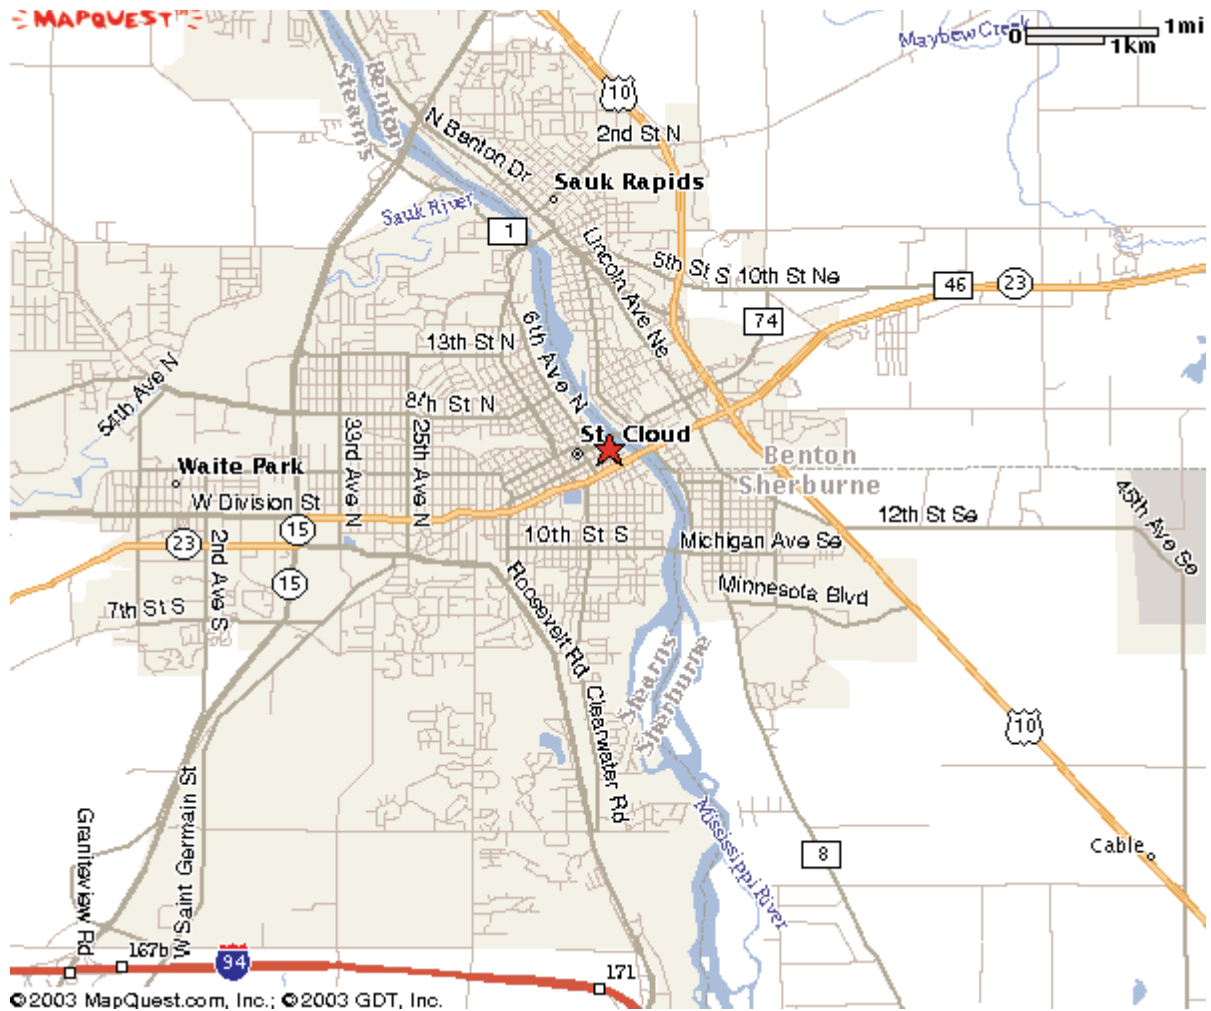 MAPQUEST
Maybew Creek
0
1mi
1km
Benton
Stearns
10
N Benton Dr
2nd St N
Sauk Rapids
Sauk River
1
Lincoln Ave Ne
5th St S
10th St Ne
46
23
74
6th Ave N
13th St N
54th Ave N
8th St N
33rd Ave N
25th Ave N
St. Cloud
Benton
Sherburne
Waite Park
W Division St
15
12th St Se
45th Ave Se
23
2nd Ave S
10th St S
Michigan Ave Se
15
Minnesota Blvd
7th St S
Roosevelt Rd
Stearns
Sherburne
Clearwater Rd
10
Mississippi River
Graniteview Rd
W Saint Germain St
8
Cable
167b
94
171
©2003 MapQuest.com, Inc.; ©2003 GDT, Inc.